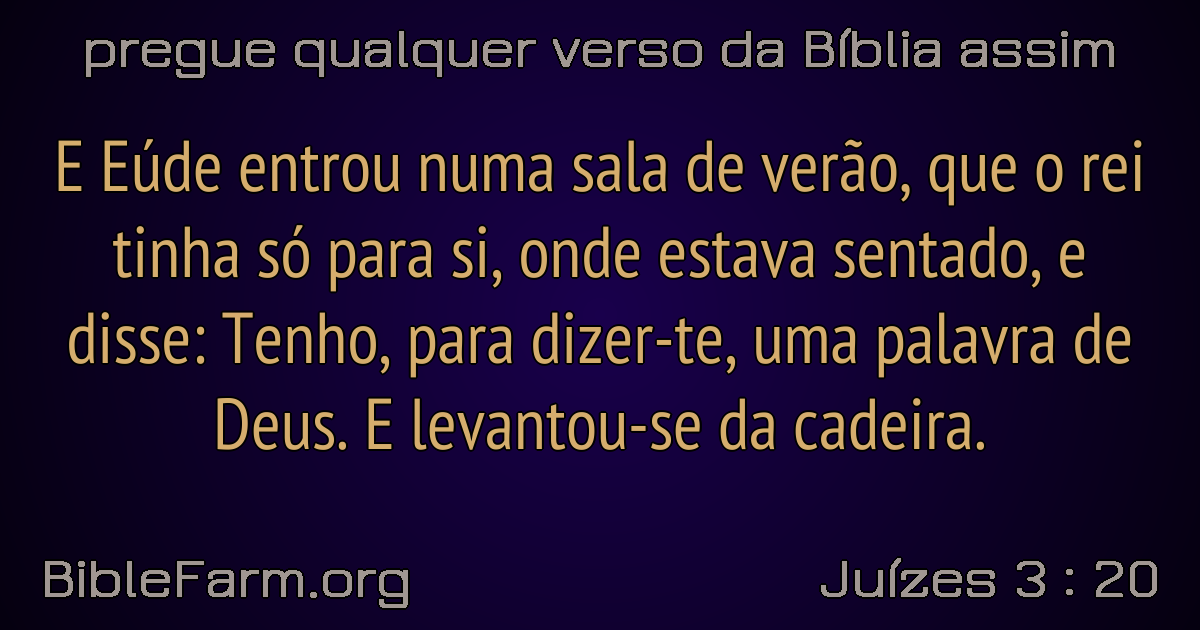 pregue qualquer verso da Bíblia assim
E Eúde entrou numa sala de verão, que o rei
tinha só para si, onde estava sentado, e
disse: Tenho, para dizer-te, uma palavra de
Deus. E levantou-se da cadeira.
BibleFarm.org
Juízes 3 : 20